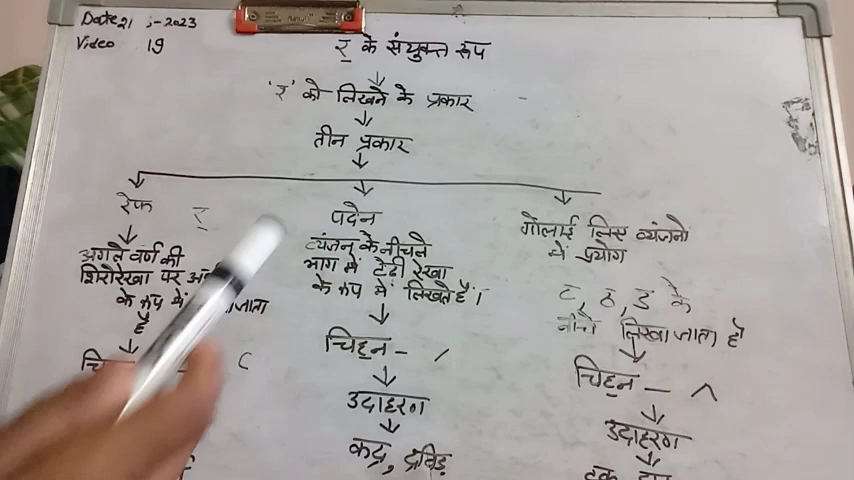 Date 21 :-2023
Video 19
र् के संयुक्त रूप
'र' को लिखने के प्रकार
तीन प्रकार
रेफ र्
अगले वर्ण की
शिरोरेखा पर
के रूप में जाता
है
पदेन
व्यंजन के नीचले
भाग में टेढी रेखा
के रूप में लिखते हैं।
चिह्न - /
उदाहरण
गोलाई लिए व्यंजनो
में प्रयोग
ट, ठ, ड के
नीचे लिखा जाता है
चिह्न - ^
उदाहरण